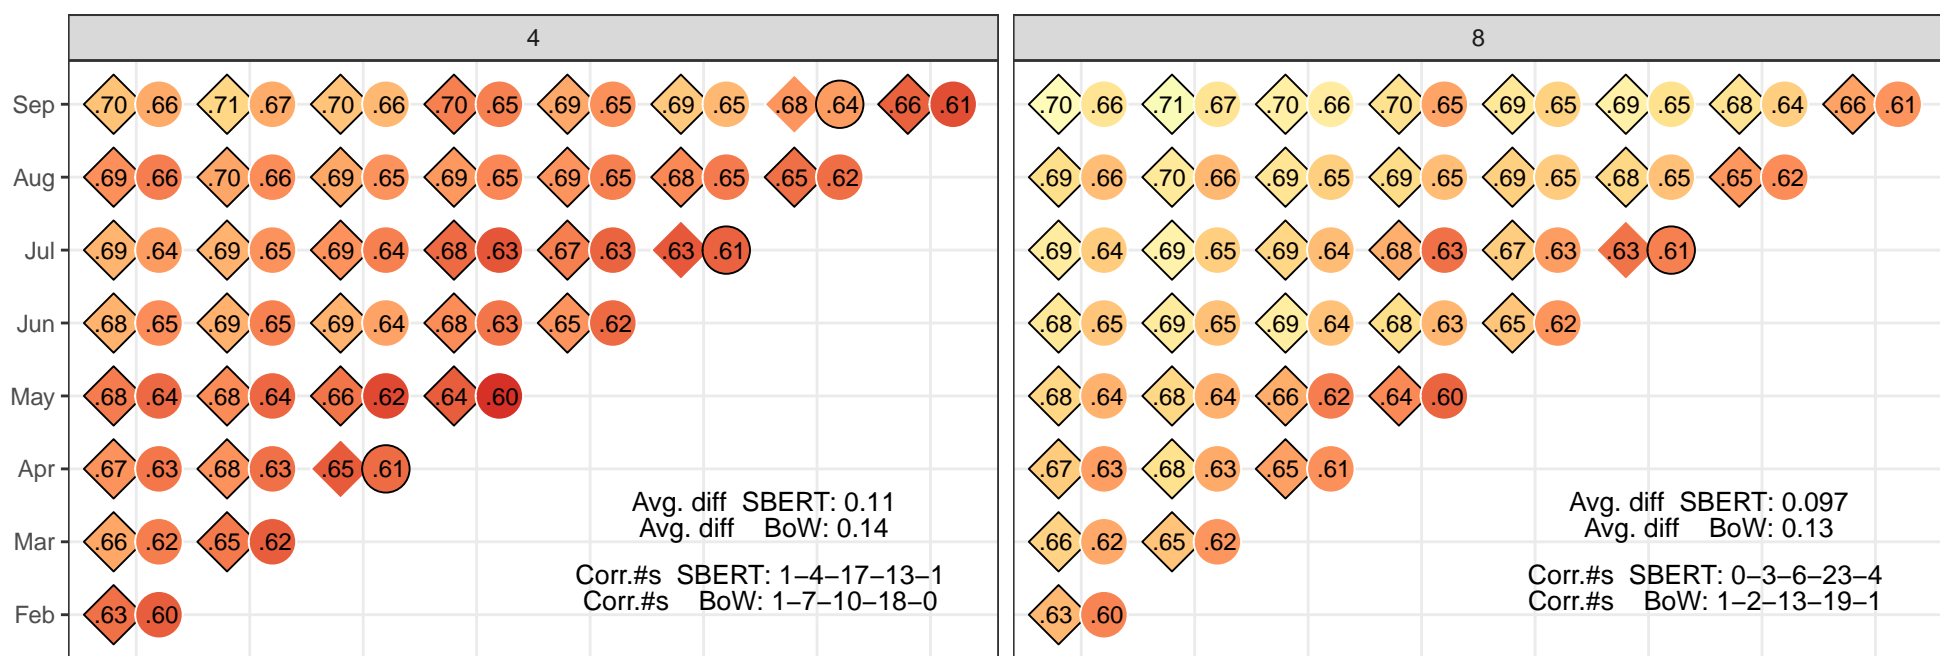 4 8
Sep .70 .66 .71 .67 .70 .66 .70 .65 .69 .65 .69 .65 .68 .64 .66 .61 .70 .66 .71 .67 .70 .66 .70 .65 .69 .65 .69 .65 .68 .64 .66 .61
Aug .69 .66 .70 .66 .69 .65 .69 .65 .69 .65 .68 .65 .65 .62 .69 .66 .70 .66 .69 .65 .69 .65 .69 .65 .68 .65 .65 .62
Jul .69 .64 .69 .65 .69 .64 .68 .63 .67 .63 .63 .61 .69 .64 .69 .65 .69 .64 .68 .63 .67 .63 .63 .61
Jun .68 .65 .69 .65 .69 .64 .68 .63 .65 .62 .68 .65 .69 .65 .69 .64 .68 .63 .65 .62
May .68 .64 .68 .64 .66 .62 .64 .60 .68 .64 .68 .64 .66 .62 .64 .60
Apr .67 .63 .68 .63 .65 .61 .67 .63 .68 .63 .65 .61
Avg. diff SBERT: 0.11 Avg. diff SBERT: 0.097
Avg. diff BoW: 0.14 Avg. diff BoW: 0.13
Mar .66 .62 .65 .62 .66 .62 .65 .62
Corr.#s SBERT: 1–4–17–13–1 Corr.#s SBERT: 0–3–6–23–4
Corr.#s BoW: 1–7–10–18–0 Corr.#s BoW: 1–2–13–19–1
Feb .63 .60 .63 .60